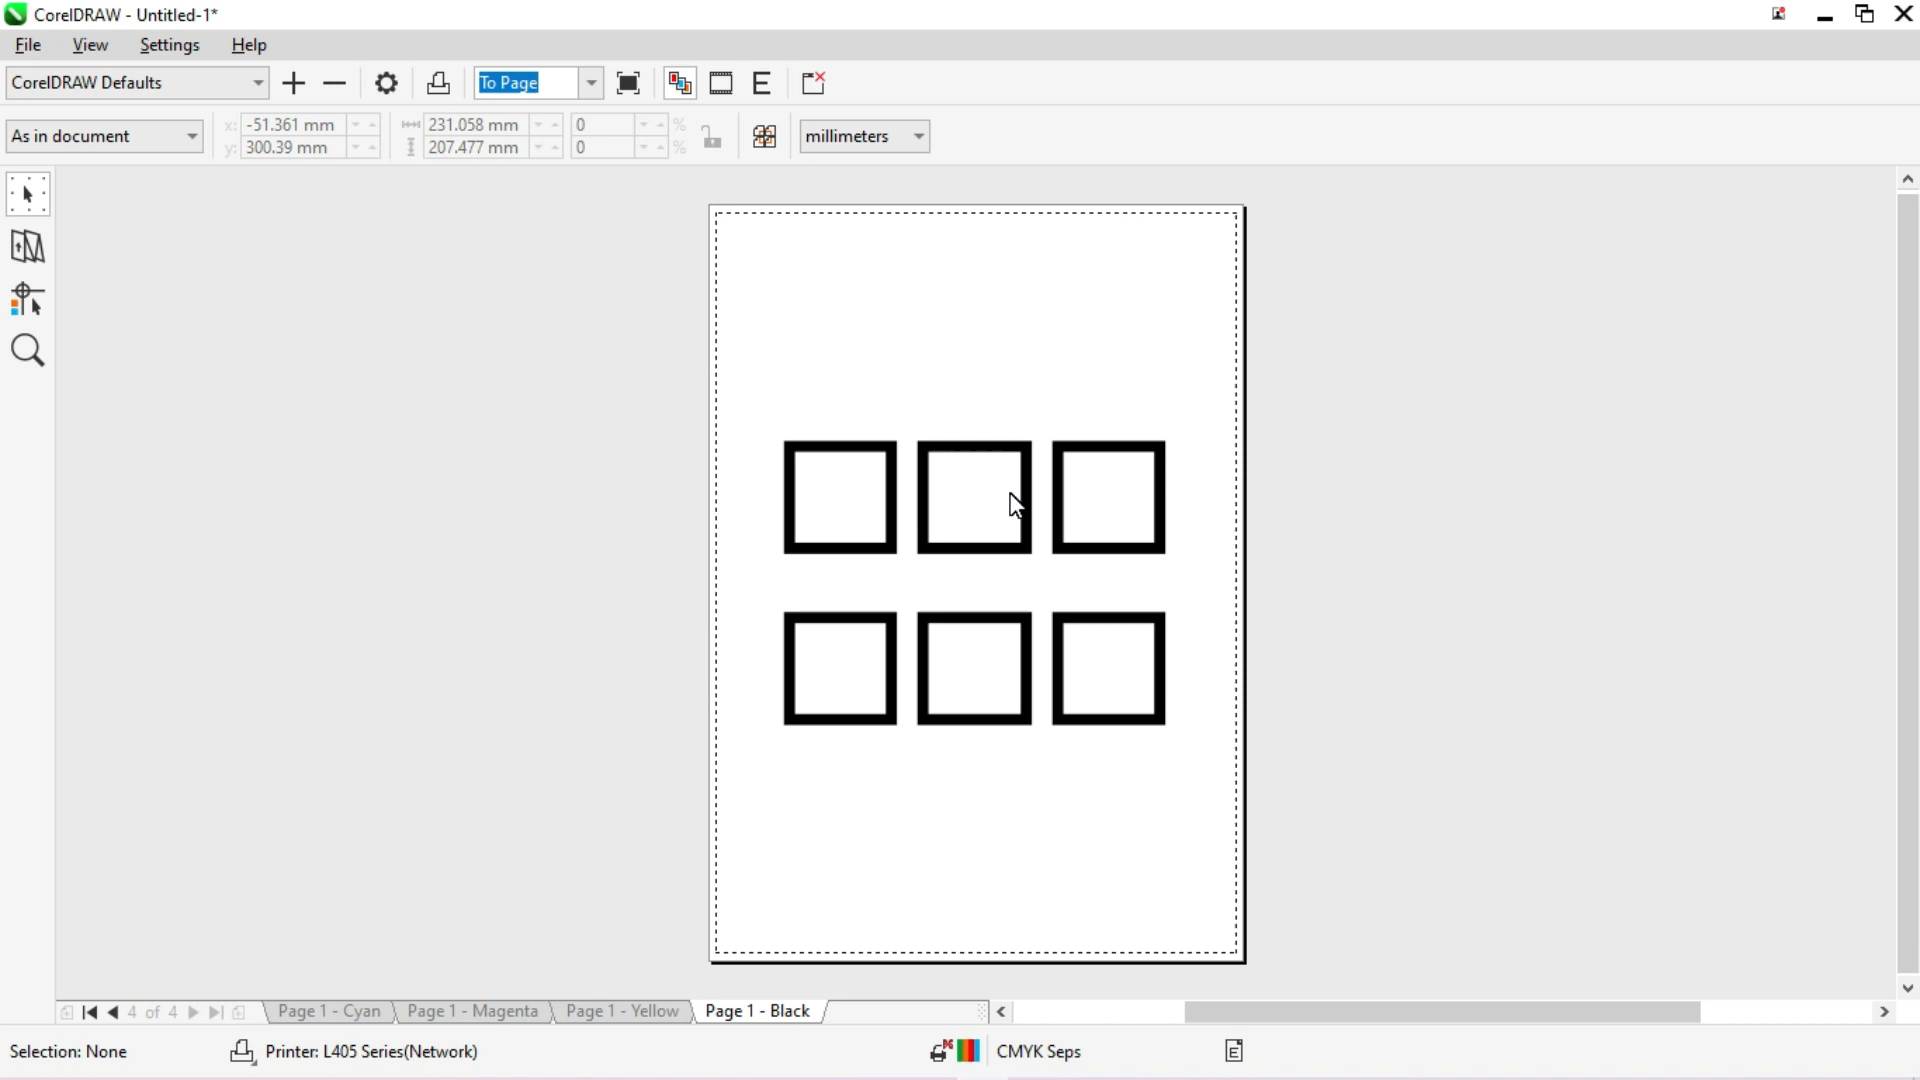 CorelDRAW - Untitled-1*
File View Settings Help
CorelDRAW Defaults To Page E
As in document x: -51.361 mm 231.058 mm 0 % millimeters
y: 300.39 mm 207.477 mm 0 %
4 of 4 Page 1 - Cyan Page 1 - Magenta Page 1 - Yellow Page 1 - Black
Selection: None Printer: L405 Series(Network) CMYK Seps